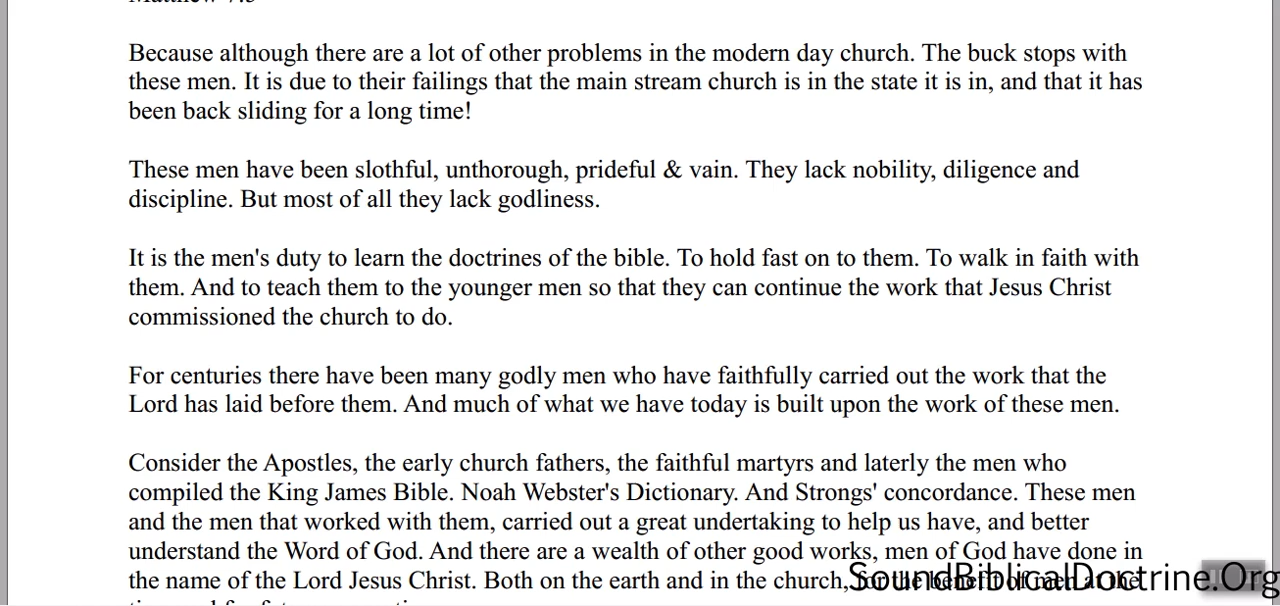 Because although there are a lot of other problems in the modern day church. The buck stops with
these men. It is due to their failings that the main stream church is in the state it is in, and that it has
been back sliding for a long time!
These men have been slothful, unthorough, prideful & vain. They lack nobility, diligence and
discipline. But most of all they lack godliness.
It is the men's duty to learn the doctrines of the bible. To hold fast on to them. To walk in faith with
them. And to teach them to the younger men so that they can continue the work that Jesus Christ
commissioned the church to do.
For centuries there have been many godly men who have faithfully carried out the work that the
Lord has laid before them. And much of what we have today is built upon the work of these men.
Consider the Apostles, the early church fathers, the faithful martyrs and laterly the men who
compiled the King James Bible. Noah Webster's Dictionary. And Strongs' concordance. These men
and the men that worked with them, carried out a great undertaking to help us have, and better
understand the Word of God. And there are a wealth of other good works, men of God have done in
the name of the Lord Jesus Christ. Both on the earth and in the church, for the benefit of men at the
SoundBiblicalDoctrine.Org